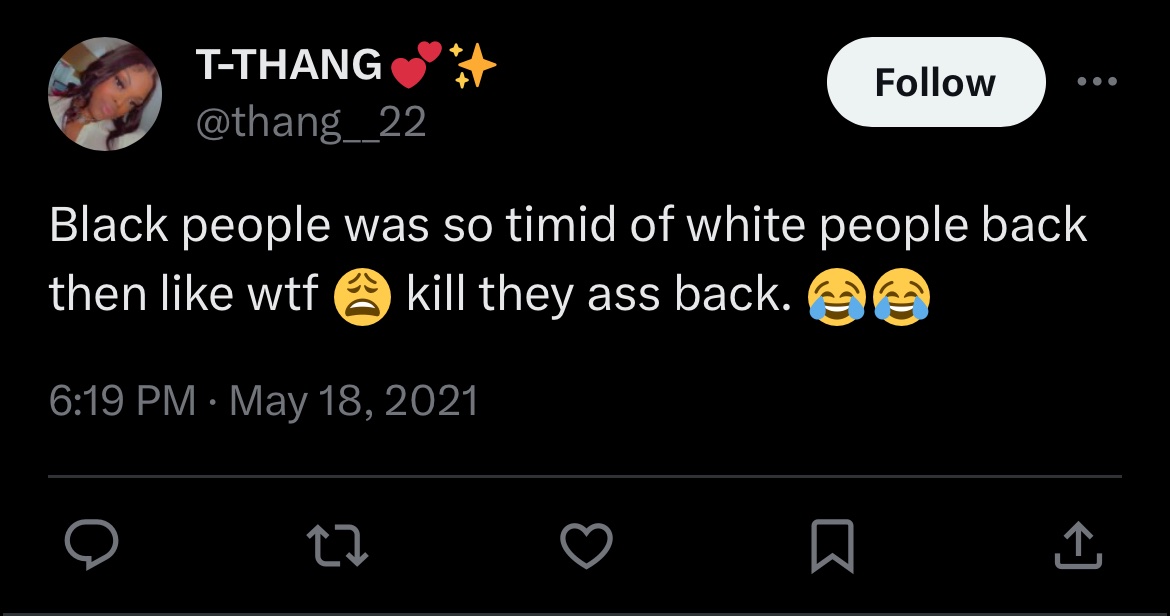 T-THANG💕✨
Follow
@thang__22
Black people was so timid of white people back
then like wtf 😩 kill they ass back. 😂😂
6:19 PM · May 18, 2021